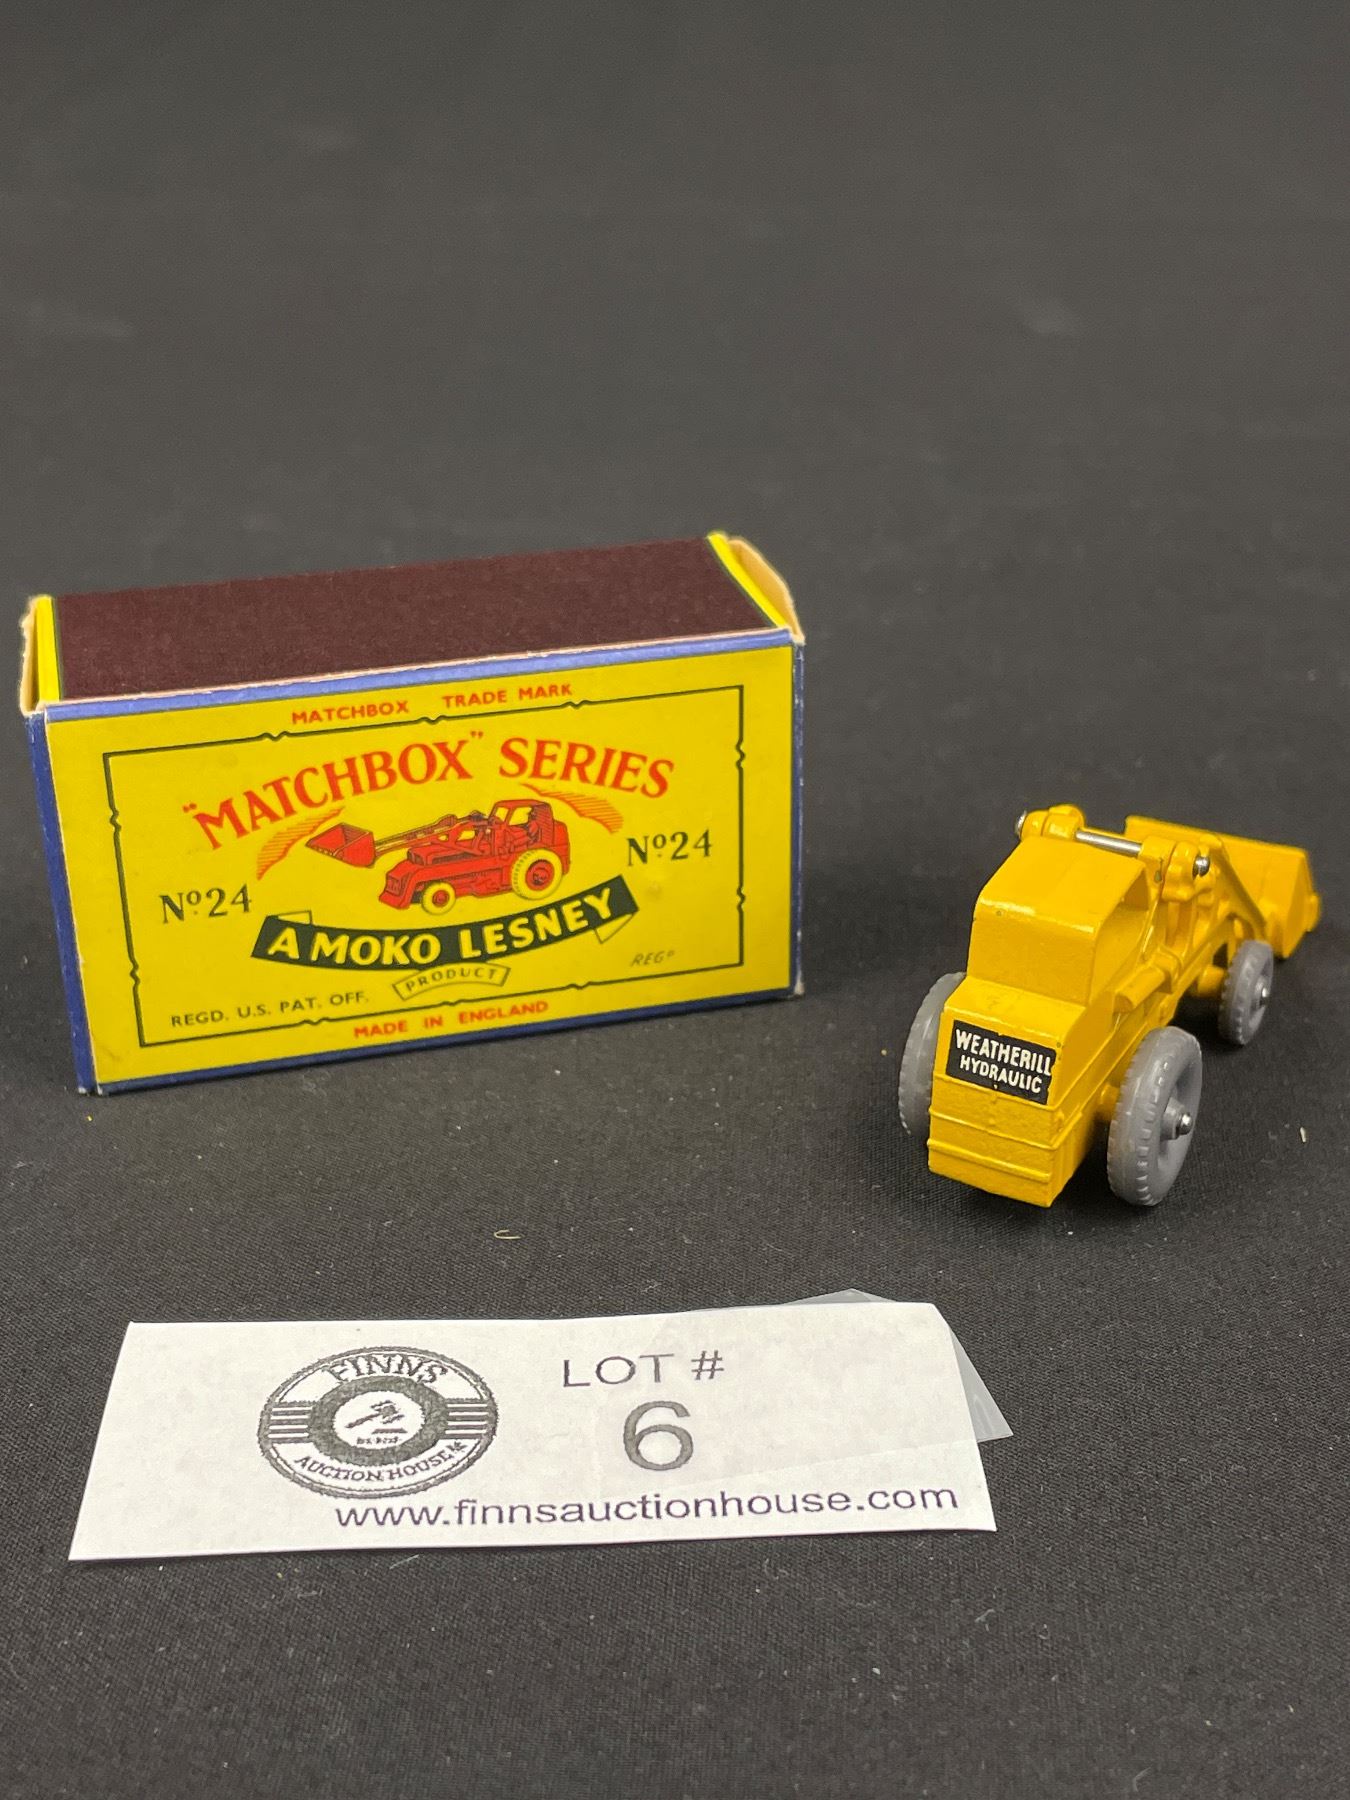 MATCHBOX TRADE MARK
"MATCHBOX" SERIES
Nº24
Nº24
A MOKO LESNEY
PRODUCT
REGD
REGD. U.S. PAT. OFF.
MADE IN ENGLAND
WEATHERILL
HYDRAULIC
FINNS
AUCTION HOUSE
LOT #
6
www.finnsauctionhouse.com